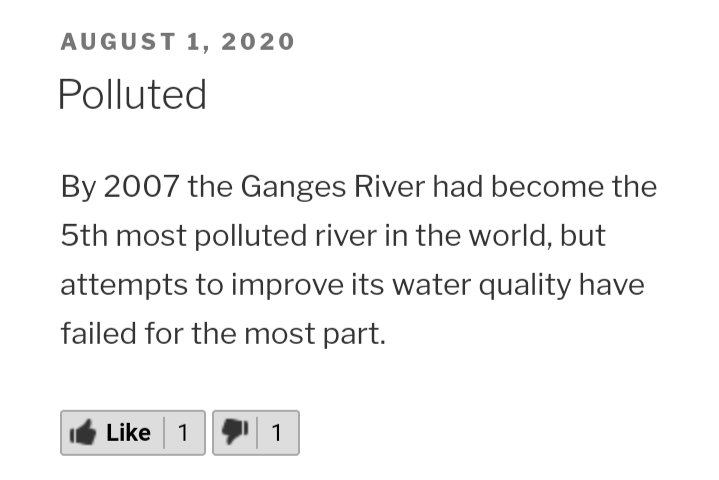 AUGUST 1, 2020
Polluted
By 2007 the Ganges River had become the
5th most polluted river in the world, but
attempts to improve its water quality have
failed for the most part.
Like 1 1